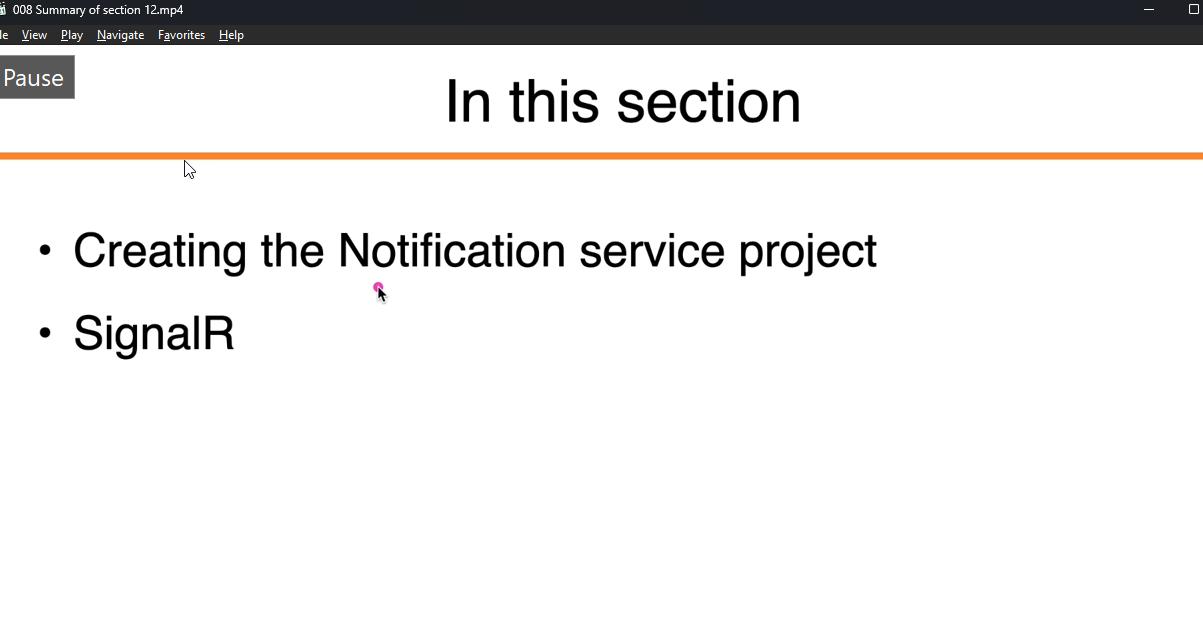 008 Summary of section 12.mp4
le View Play Navigate Favorites Help
Pause
In this section
• Creating the Notification service project
• SignalR